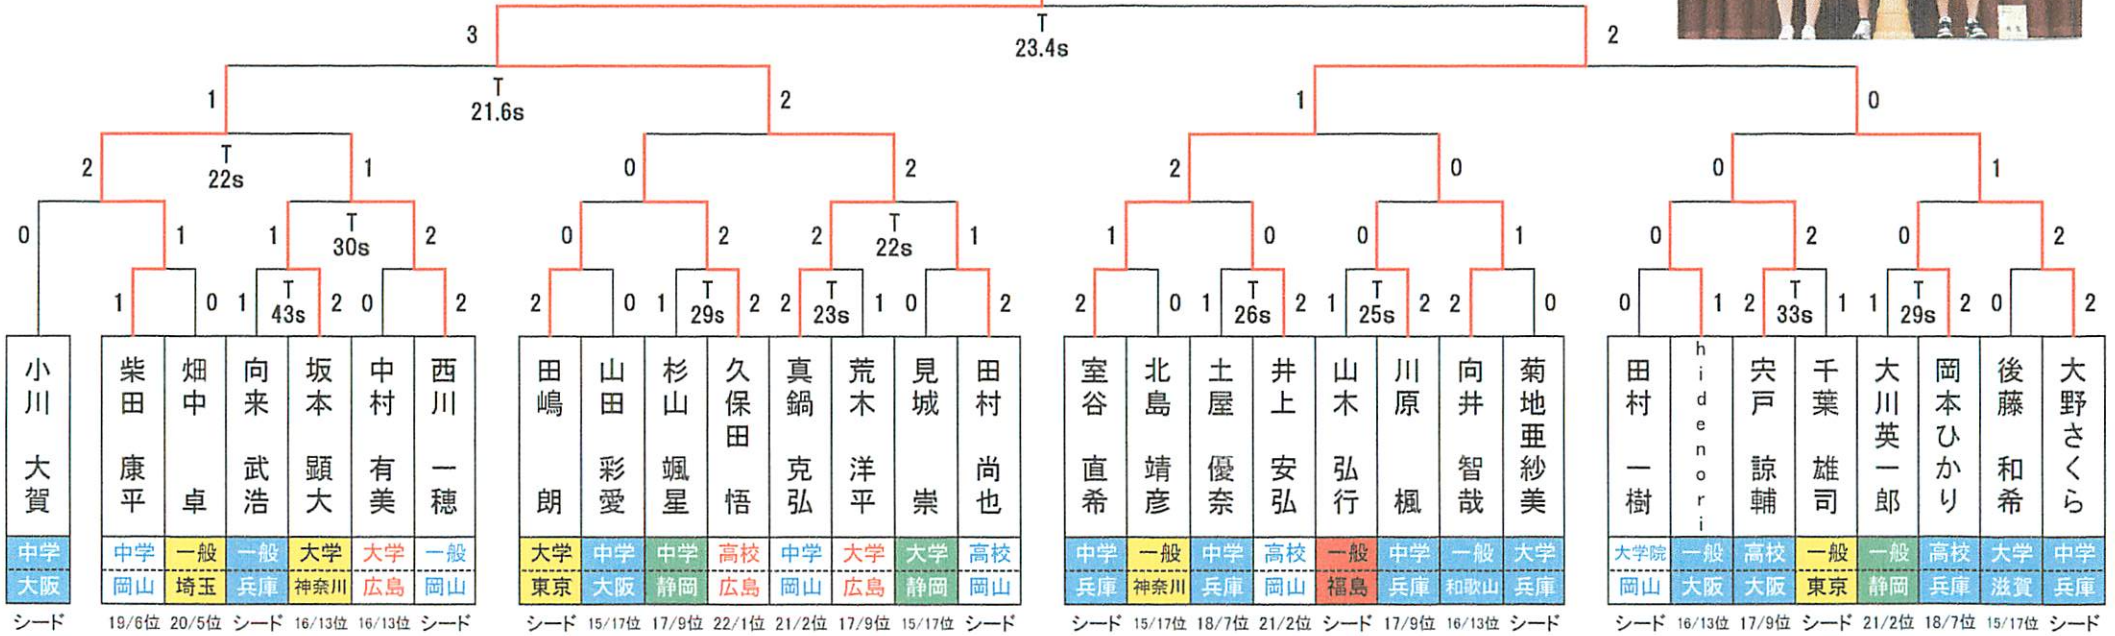 3 T 2
23.4s
1 T 2 1 0
21.6s
2 T 1 0 2 2 0 0 1
22s
0 1 1 T 2 0 2 2 T 1 1 0 0 1 0 2 0 2
30s 22s
1 0 1 T 2 0 2 2 0 1 T 2 2 T 1 0 2 2 0 1 T 2 1 T 2 2 0 0 1 2 T 1 1 T 2 0 2
43s 29s 23s 26s 25s 33s 29s
小川 大賀
柴田 康平
畑中 卓
向来 武浩
坂本 顕大
中村 有美
西川 一穂
田嶋 朗
山田 彩愛
杉山 颯星
久保田 悟
真鍋 克弘
荒木 洋平
見城 崇
田村 尚也
室谷 直希
北島 靖彦
土屋 優奈
井上 安弘
山木 弘行
川原 楓
向井 智哉
菊地亜紗美
田村 一樹
hidenori
宍戸 諒輔
千葉 雄司
大川英一郎
岡本ひかり
後藤 和希
大野さくら
中学 中学 一般 一般 大学 大学 一般 大学 中学 中学 高校 中学 大学 大学 高校 中学 一般 中学 高校 一般 中学 一般 大学 大学院 一般 高校 一般 一般 高校 大学 中学
大阪 岡山 埼玉 兵庫 神奈川 広島 岡山 東京 大阪 静岡 広島 岡山 広島 静岡 岡山 兵庫 神奈川 兵庫 岡山 福島 兵庫 和歌山 兵庫 岡山 大阪 大阪 東京 静岡 兵庫 滋賀 兵庫
シード 19/6位 20/5位 シード 16/13位 16/13位 シード シード 15/17位 17/9位 22/1位 21/2位 17/9位 15/17位 シード シード 15/17位 18/7位 21/2位 シード 17/9位 16/13位 シード シード 16/13位 17/9位 シード 21/2位 18/7位 15/17位 シード